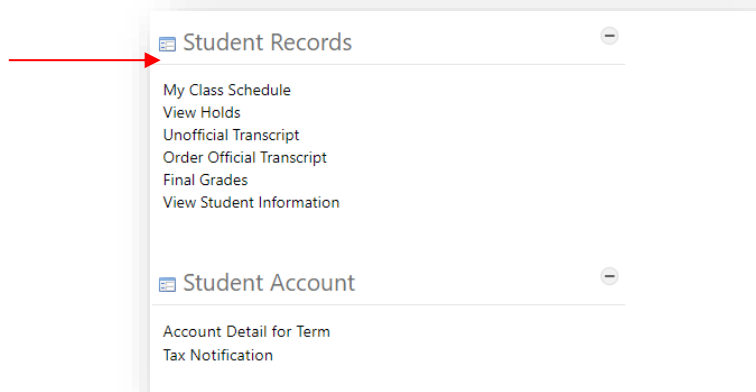 Student Records
My Class Schedule
View Holds
Unofficial Transcript
Order Official Transcript
Final Grades
View Student Information
Student Account
Account Detail for Term
Tax Notification